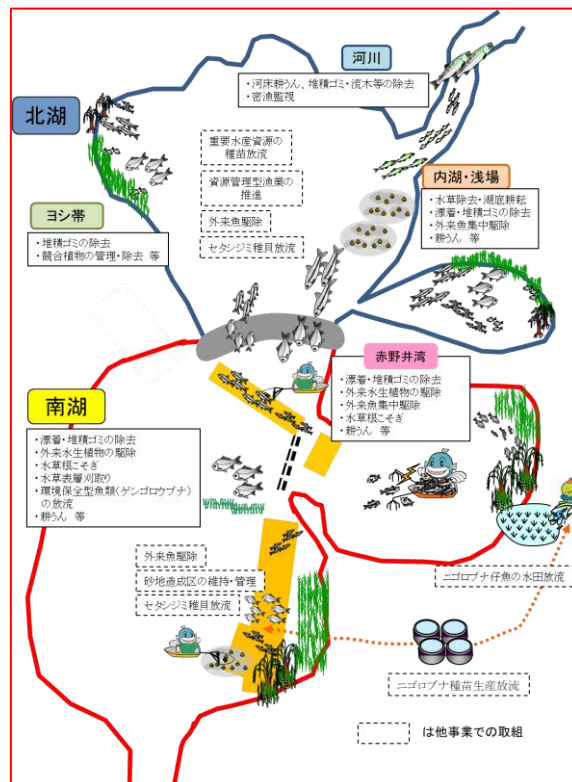 河川
・河床耕うん、堆積ゴミ・流木等の除去
・密漁監視
北湖
重要水産資源の
種苗放流
資源管理型漁業の
推進
外来魚駆除
セタシジミ稚貝放流
内湖・浅場
・水草除去・湖底耕転
・漂着・堆積ゴミの除去
・外来魚集中駆除
・耕うん 等
ヨシ帯
・堆積ゴミの除去
・競合植物の管理・除去 等
赤野井湾
・漂着・堆積ゴミの除去
・外来水生植物の駆除
・外来魚集中駆除
・水草根こそぎ
・耕うん 等
南湖
・漂着・堆積ゴミの除去
・外来水生植物の駆除
・水草根こそぎ
・水草表層刈取り
・環境保全型魚類(ゲンゴロウブナ)
の放流
・耕うん 等
外来魚駆除
砂地造成区の維持・管理
セタシジミ稚貝放流
ニゴロブナ仔魚の水田放流
ニゴロブナ種苗生産放流
は他事業での取組